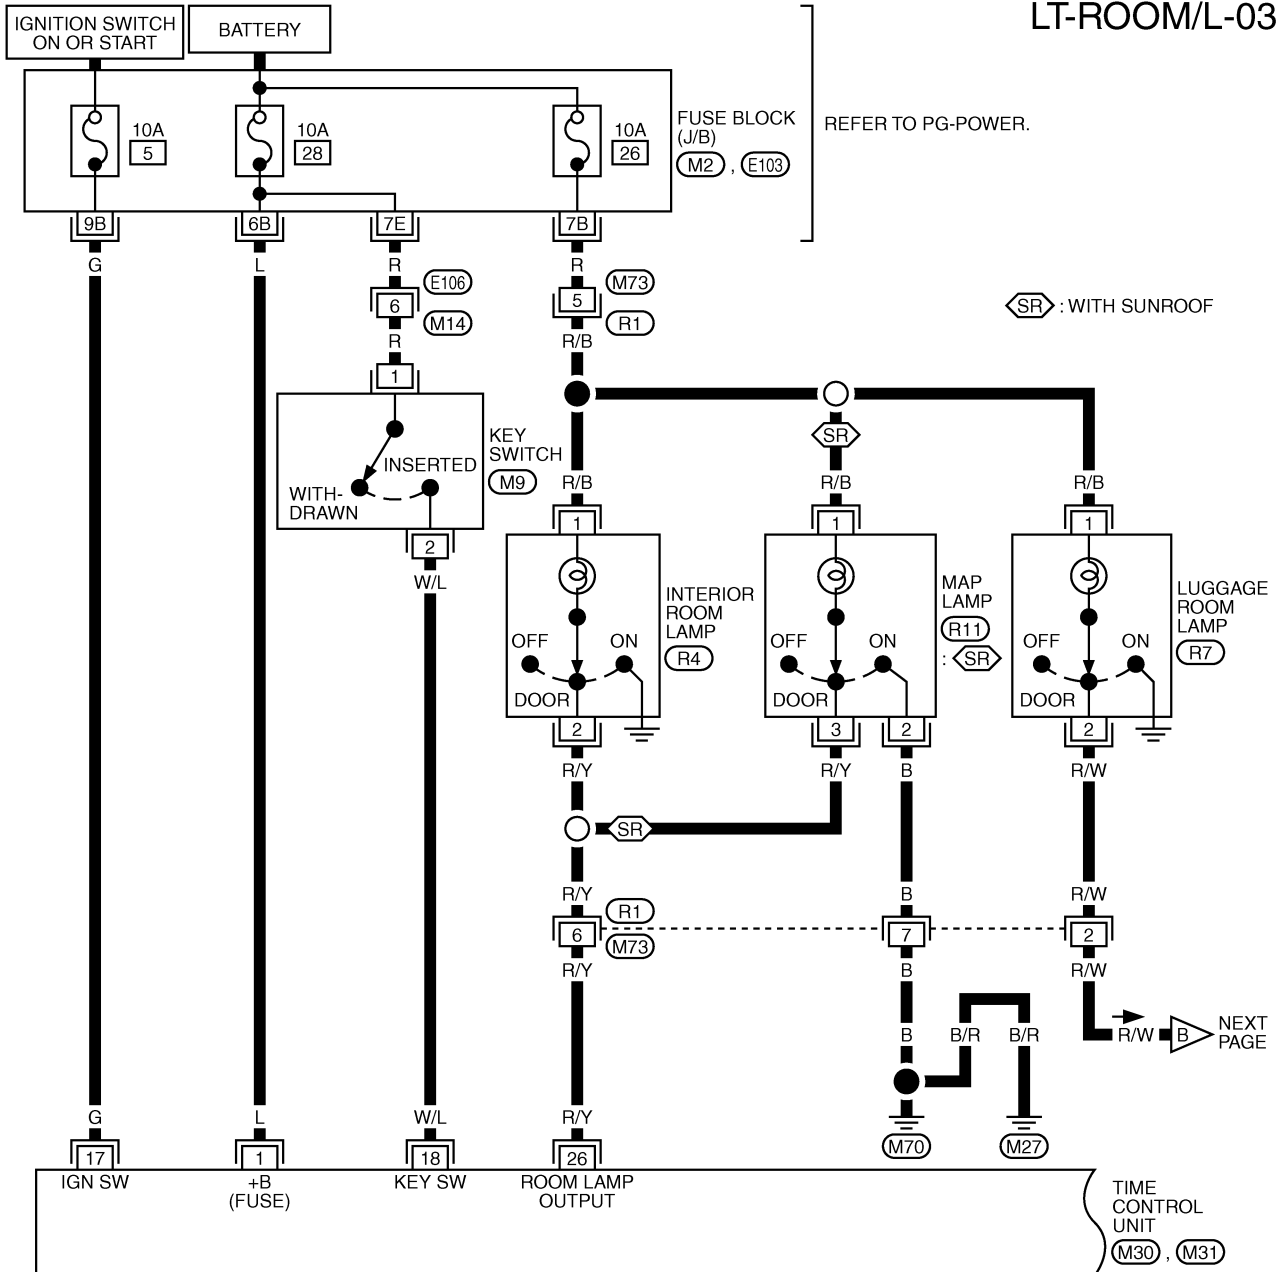 LT-ROOM/L-03
IGNITION SWITCH
ON OR START
BATTERY
10A
5
10A
28
10A
26
FUSE BLOCK
(J/B)
M2 , E103
REFER TO PG-POWER.
9B
6B
7E
7B
G
L
R
R
E106
M73
6
5
M14
R1
R
R/B
SR : WITH SUNROOF
1
SR
KEY
SWITCH
M9
INSERTED
WITH-
DRAWN
R/B
R/B
R/B
2
1
1
1
W/L
INTERIOR
ROOM
LAMP
R4
MAP
LAMP
R11
: SR
LUGGAGE
ROOM
LAMP
R7
OFF
ON
DOOR
OFF
ON
DOOR
OFF
ON
DOOR
2
3
2
2
R/Y
R/Y
B
R/W
SR
R/Y
B
R/W
R1
6
7
2
M73
R/Y
B
R/W
B
B/R
B/R
R/W
B
NEXT
PAGE
G
L
W/L
R/Y
M70
M27
17
1
18
26
IGN SW
+B
(FUSE)
KEY SW
ROOM LAMP
OUTPUT
TIME
CONTROL
UNIT
M30 , M31